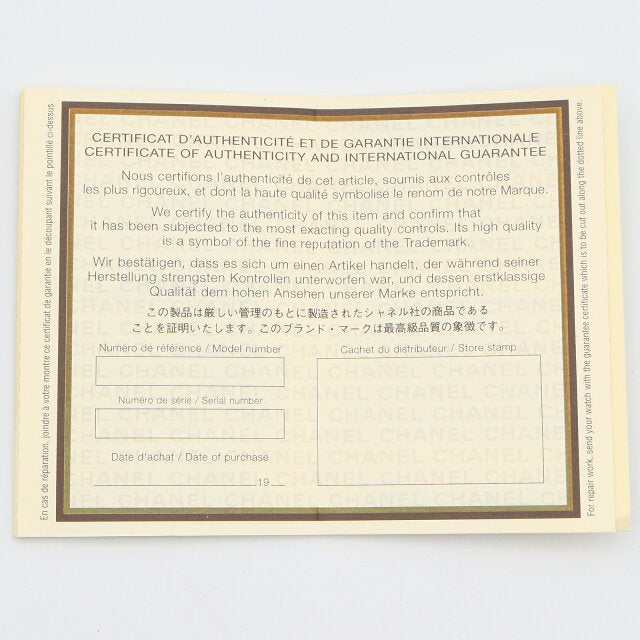 CERTIFICAT D'AUTHENTICITÉ ET DE GARANTIE INTERNATIONALE
CERTIFICATE OF AUTHENTICITY AND INTERNATIONAL GUARANTEE
Nous certifions l'authenticité de cet article, soumis aux contrôles
les plus rigoureux, et dont la haute qualité symbolise le renom de notre Marque.
We certify the authenticity of this item and confirm that
it has been subjected to the most exacting quality controls. Its high quality
is a symbol of the fine reputation of the Trademark.
Wir bestätigen, dass es sich um einen Artikel handelt, der während seiner
Herstellung strengsten Kontrollen unterworfen war, und dessen erstklassige
Qualität dem hohen Ansehen unserer Marke entspricht.
この製品は厳しい管理のもとに製造されたシャネル社の商品である
ことを証明いたします。このブランド・マークは最高級品質の象徴です。
Numéro de référence / Model number
Cachet du distributeur / Store stamp
Numéro de série / Serial number
Date d'achat / Date of purchase
19
En cas de réparation, joindre à votre montre ce certificat de garantie en le découpant suivant le pointillé ci-dessus.
For repair work, send your watch with the guarantee certificate which is to be cut out along the dotted line above.
CHANEL CHANEL CHANEL CHANEL